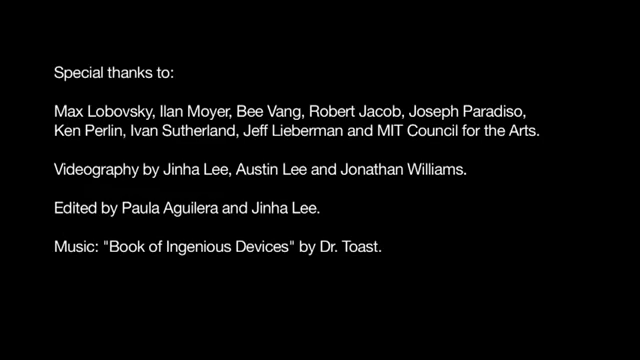 Special thanks to:
Max Lobovsky, Ilan Moyer, Bee Vang, Robert Jacob, Joseph Paradiso,
Ken Perlin, Ivan Sutherland, Jeff Lieberman and MIT Council for the Arts.
Videography by Jinha Lee, Austin Lee and Jonathan Williams.
Edited by Paula Aguilera and Jinha Lee.
Music: "Book of Ingenious Devices" by Dr. Toast.